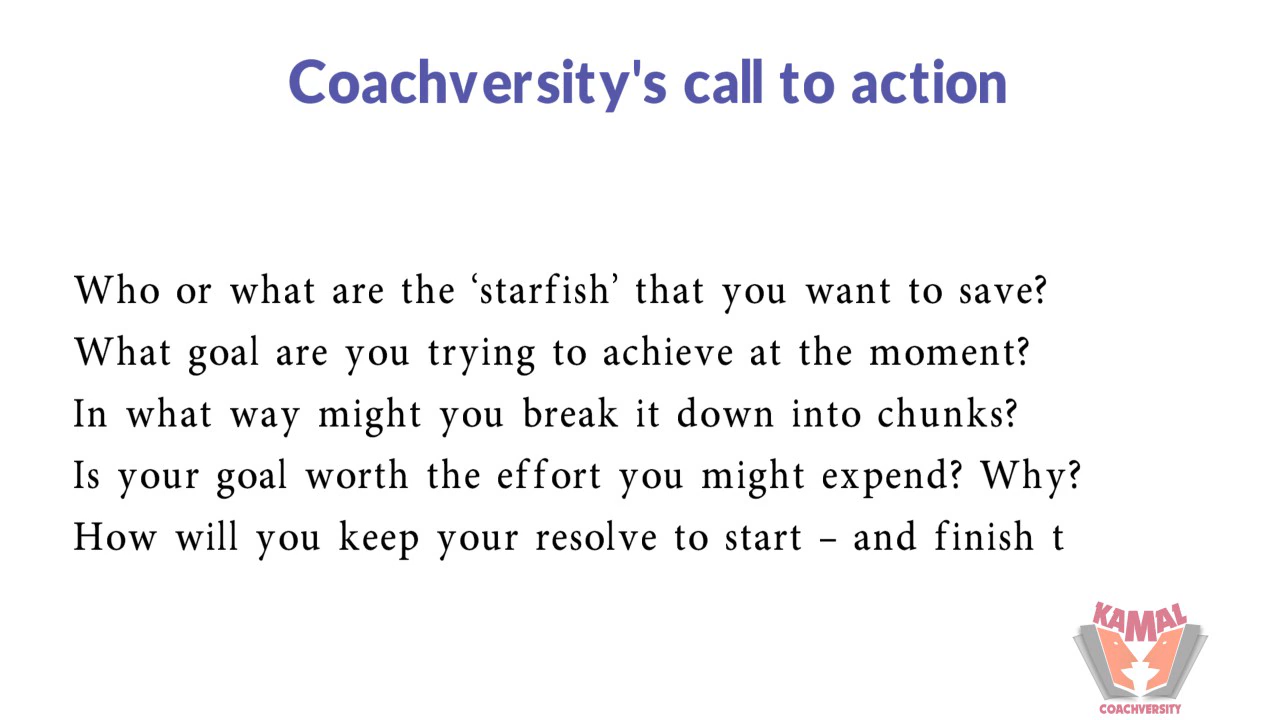 Coachversity's call to action
Who or what are the ‘starfish’ that you want to save?
What goal are you trying to achieve at the moment?
In what way might you break it down into chunks?
Is your goal worth the effort you might expend? Why?
How will you keep your resolve to start – and finish t
KAMAL
COACHVERSITY